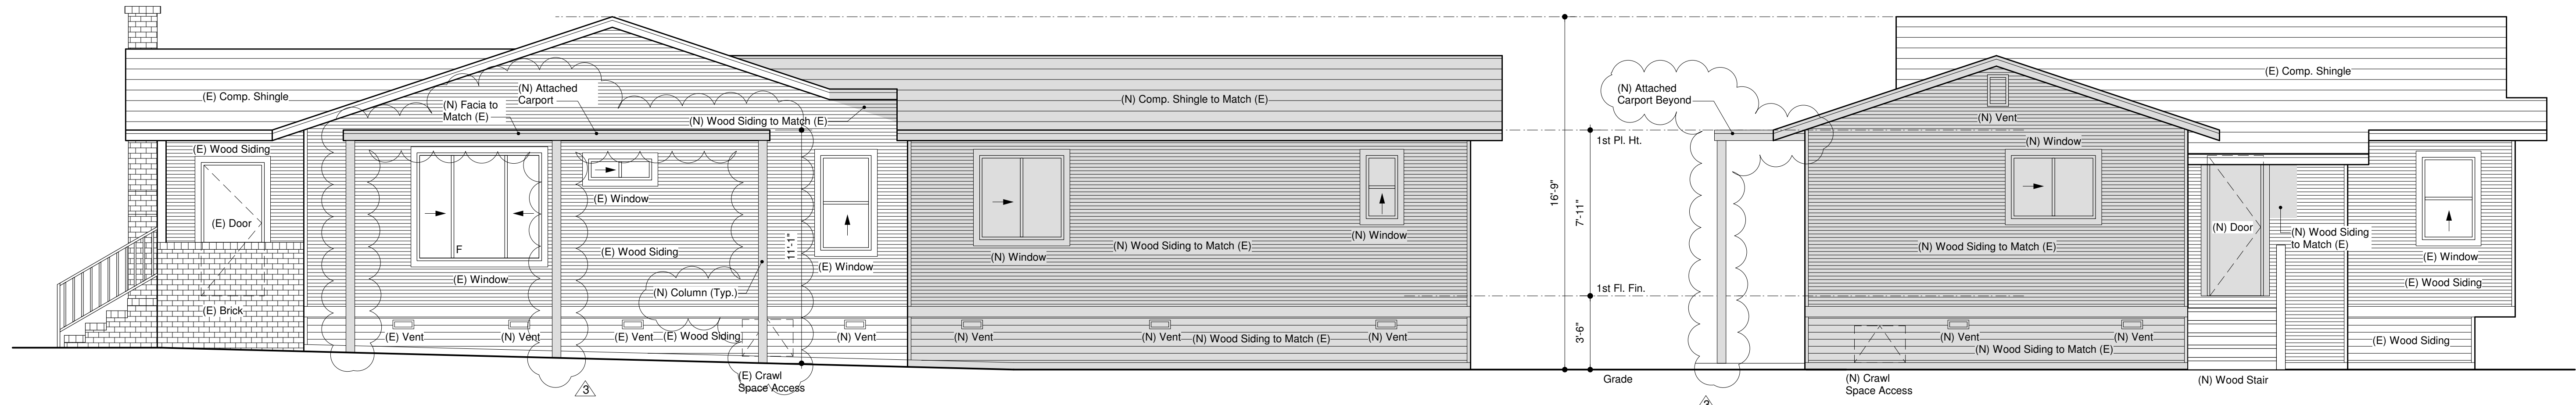 (E) Comp. Shingle
(N) Facia to
Match (E)
(N) Attached
Carport
(N) Wood Siding to Match (E)
(N) Comp. Shingle to Match (E)
(E) Wood Siding
(E) Door
(E) Brick
F
(E) Window
(E) Window
(E) Wood Siding
(N) Column (Typ.)
11'-1"
(E) Window
(N) Window
(N) Wood Siding to Match (E)
(N) Window
(E) Vent
(N) Vent
(E) Vent
(E) Wood Siding
(N) Vent
(N) Vent
(N) Vent
(N) Wood Siding to Match (E)
(N) Vent
(E) Crawl
Space Access
3
16'-9"
7'-11"
3'-6"
1st Pl. Ht.
1st Fl. Fin.
Grade
(N) Attached
Carport Beyond
(E) Comp. Shingle
(N) Vent
(N) Window
(N) Wood Siding to Match (E)
(N) Door
(N) Wood Siding
to Match (E)
(E) Window
(E) Wood Siding
(N) Vent
(N) Vent
(N) Wood Siding to Match (E)
(E) Wood Siding
(N) Crawl
Space Access
(N) Wood Stair
3